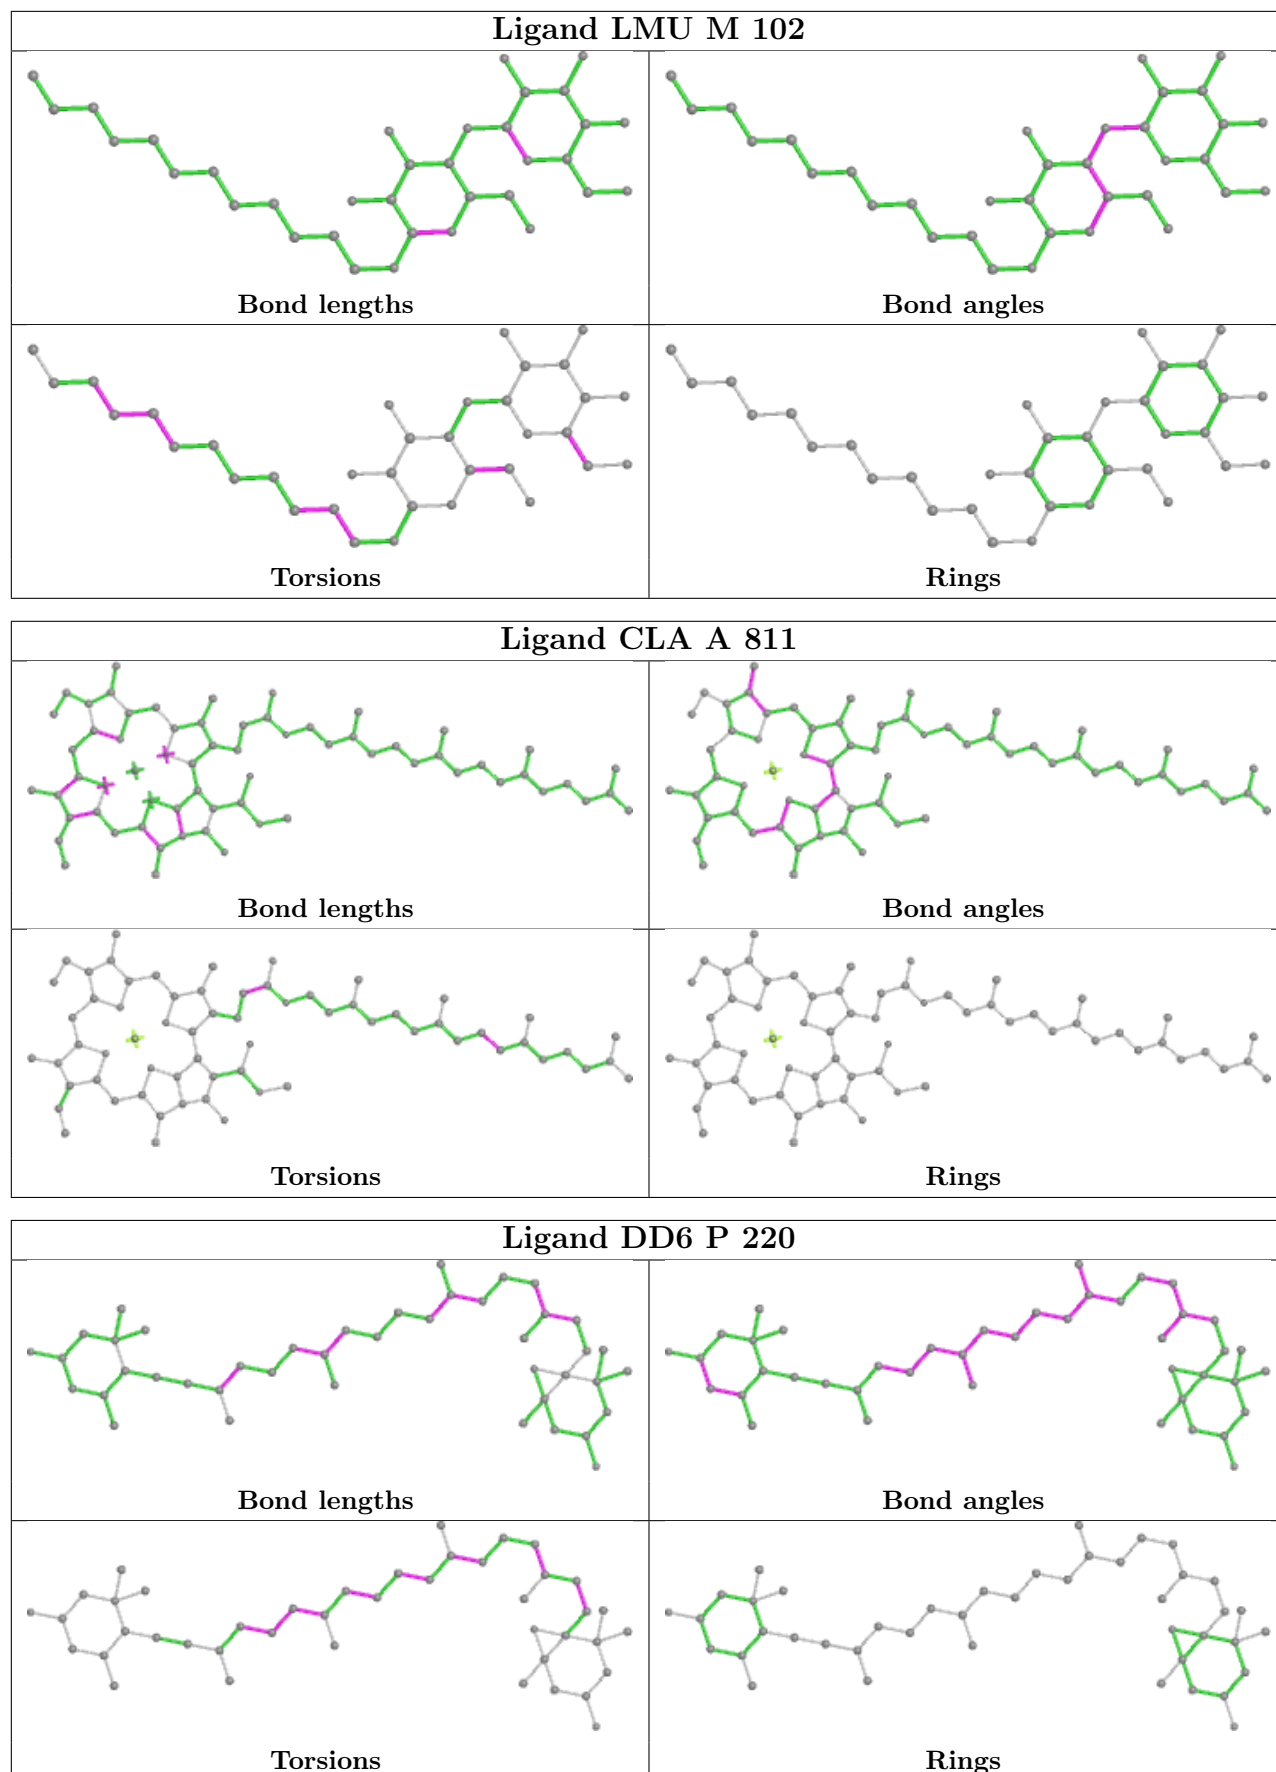 Ligand LMU M 102
Bond lengths
Bond angles
Torsions
Rings
Ligand CLA A 811
Bond lengths
Bond angles
Torsions
Rings
Ligand DD6 P 220
Bond lengths
Bond angles
Torsions
Rings